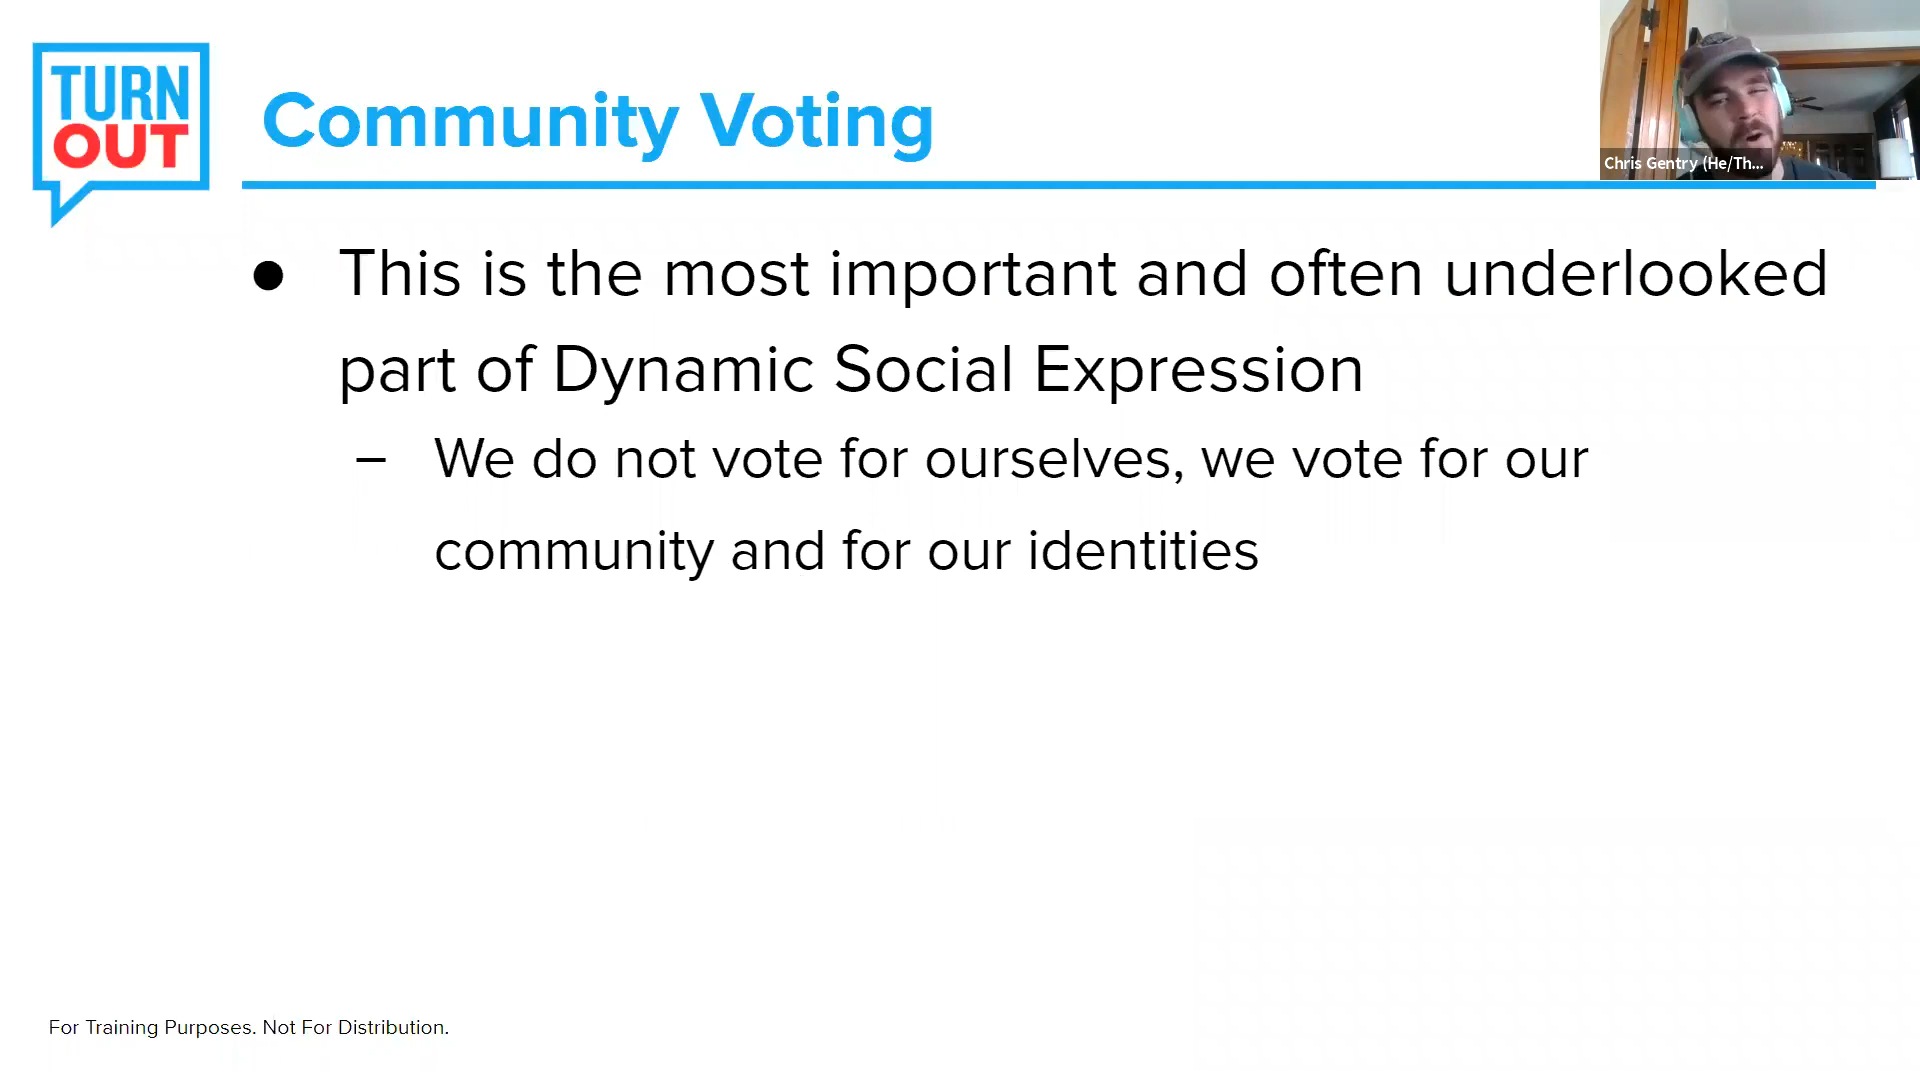 TURN
OUT
Community Voting
Chris Gentry (He/Th...
● This is the most important and often underlooked
part of Dynamic Social Expression
– We do not vote for ourselves, we vote for our
community and for our identities
For Training Purposes. Not For Distribution.